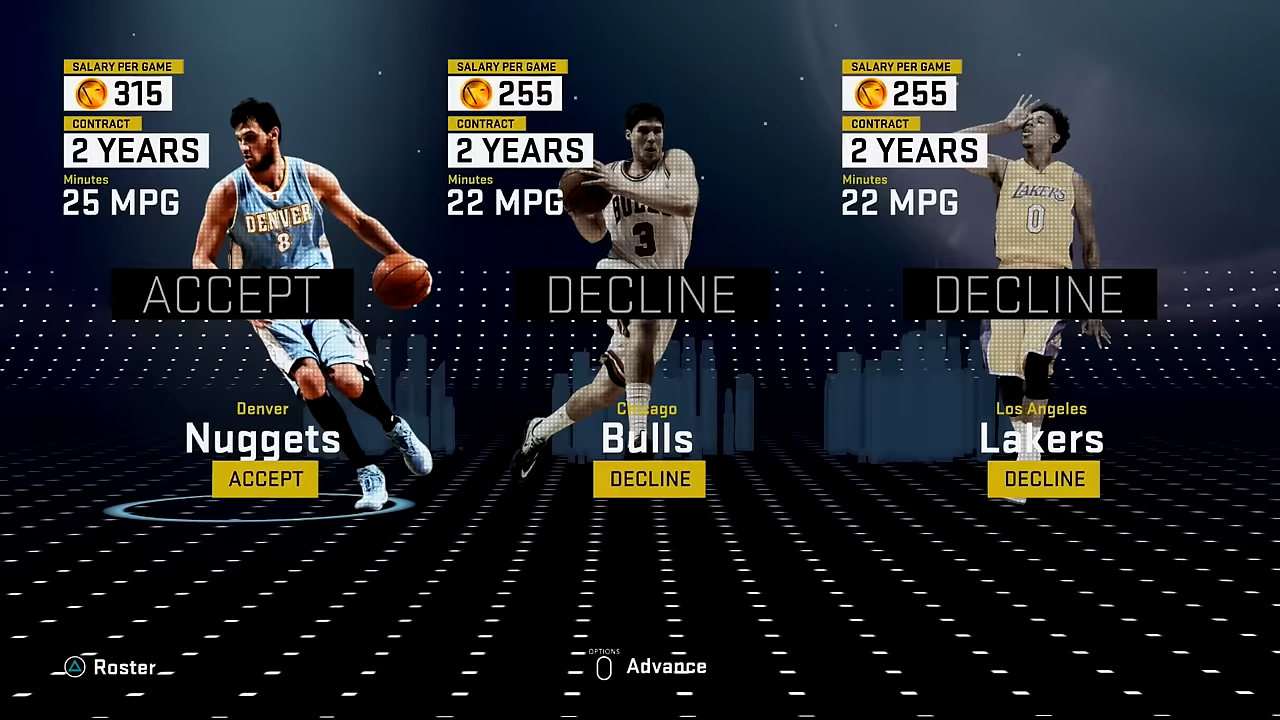 SALARY PER GAME
315
CONTRACT
2 YEARS
Minutes
25 MPG
DENVER
8
ACCEPT
Denver
Nuggets
ACCEPT
SALARY PER GAME
255
CONTRACT
2 YEARS
Minutes
22 MPG
BULLS
3
DECLINE
Chicago
Bulls
DECLINE
SALARY PER GAME
255
CONTRACT
2 YEARS
Minutes
22 MPG
LAKERS
0
DECLINE
Los Angeles
Lakers
DECLINE
Roster
OPTIONS
Advance